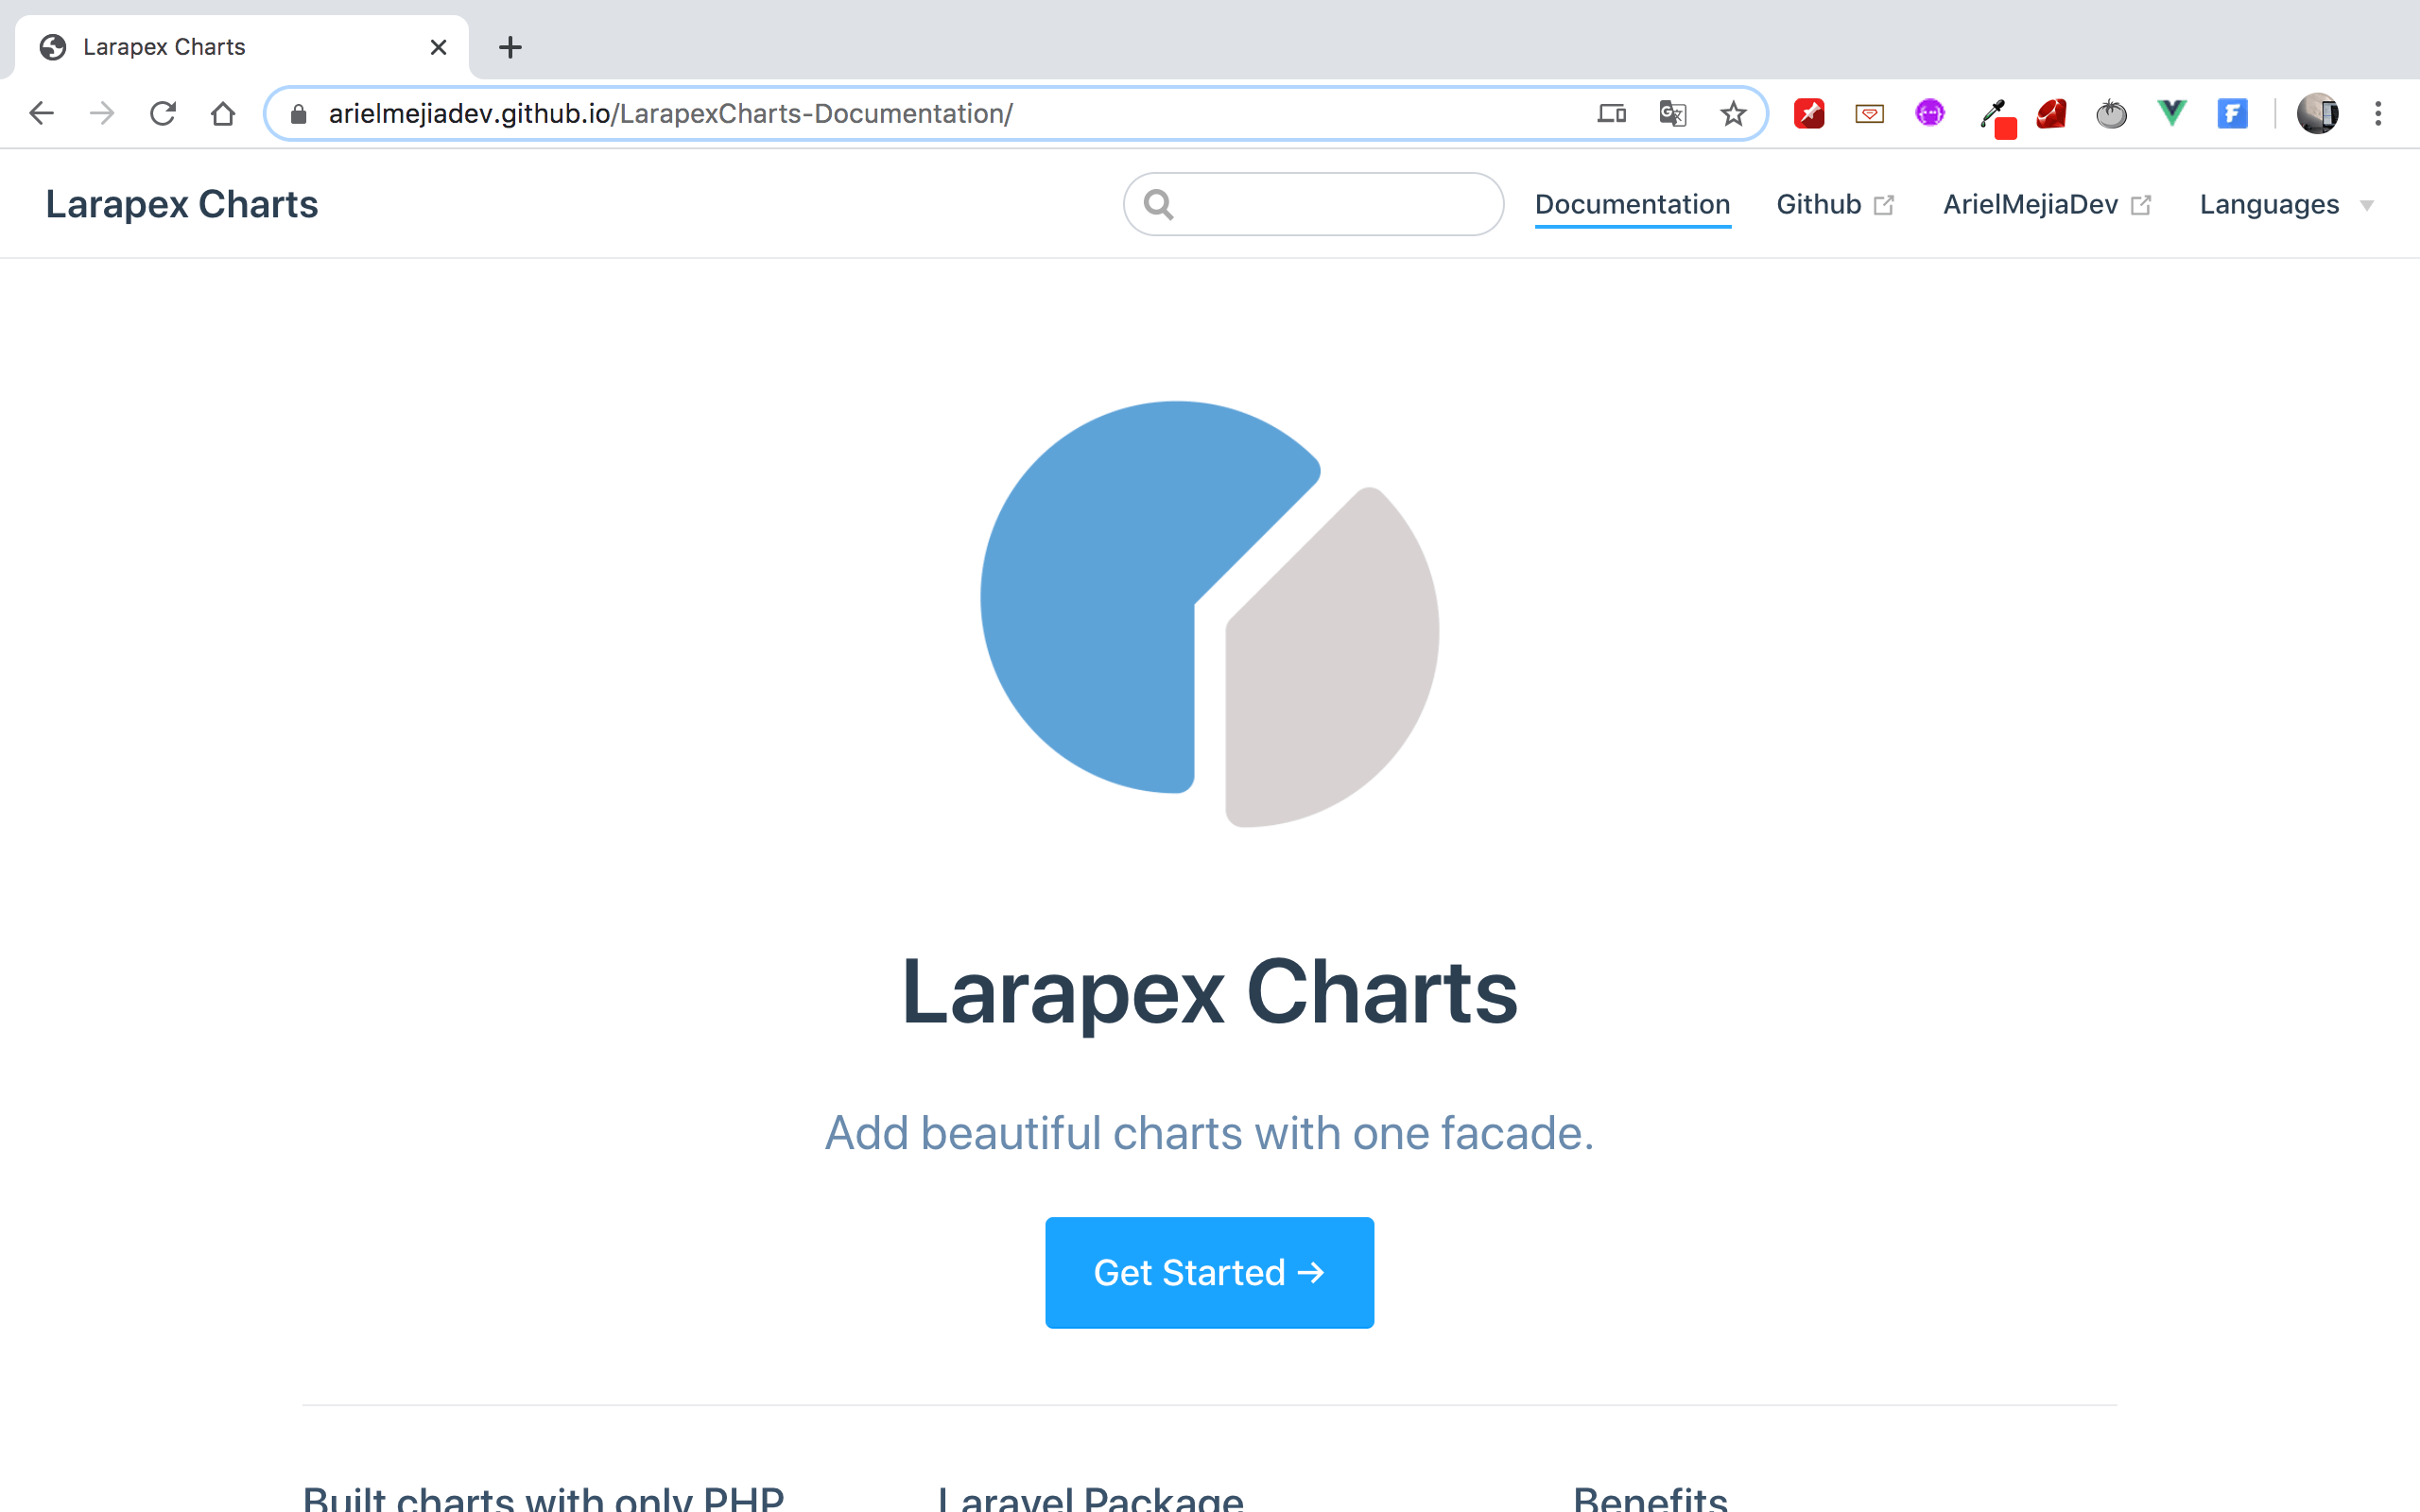 Larapex Charts
arielmejiadev.github.io/LarapexCharts-Documentation/
Larapex Charts
Documentation
Github
ArielMejiaDev
Languages
Larapex Charts
Add beautiful charts with one facade.
Get Started →
Built charts with only PHP
Laravel Package
Benefits